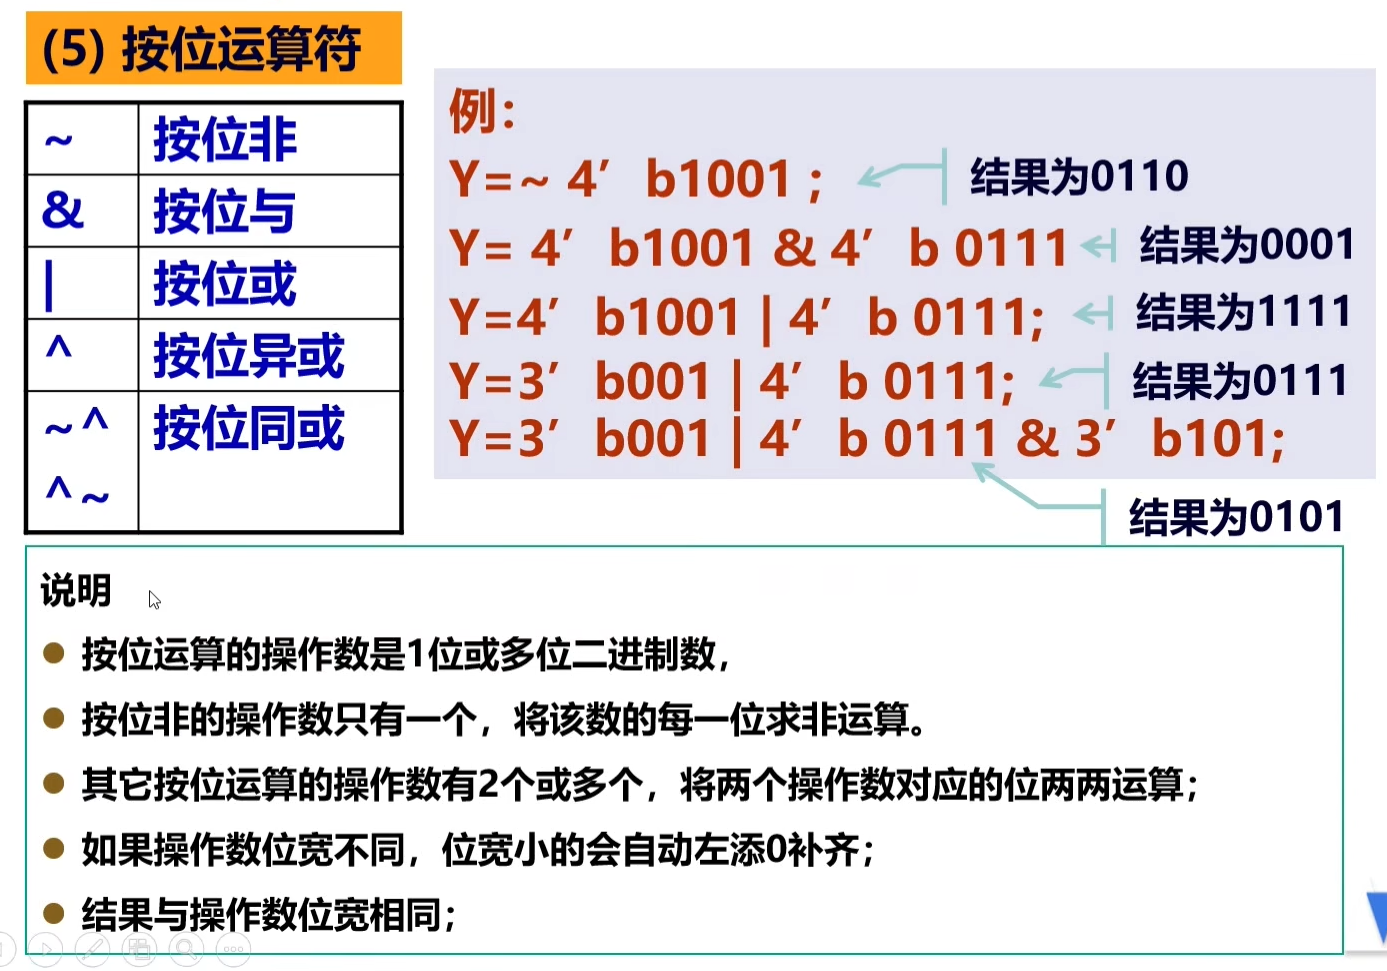 (5) 按位运算符
~ 按位非
& 按位与
| 按位或
^ 按位异或
~^ 按位同或
^~
例：
Y=~ 4′ b1001 ; 结果为0110
Y= 4′ b1001 & 4′ b 0111 结果为0001
Y=4′ b1001 | 4′ b 0111; 结果为1111
Y=3′ b001 | 4′ b 0111; 结果为0111
Y=3′ b001 | 4′ b 0111 & 3′ b101;
结果为0101
说明
按位运算的操作数是1位或多位二进制数，
按位非的操作数只有一个，将该数的每一位求非运算。
其它按位运算的操作数有2个或多个，将两个操作数对应的位两两运算；
如果操作数位宽不同，位宽小的会自动左添0补齐；
结果与操作数位宽相同；